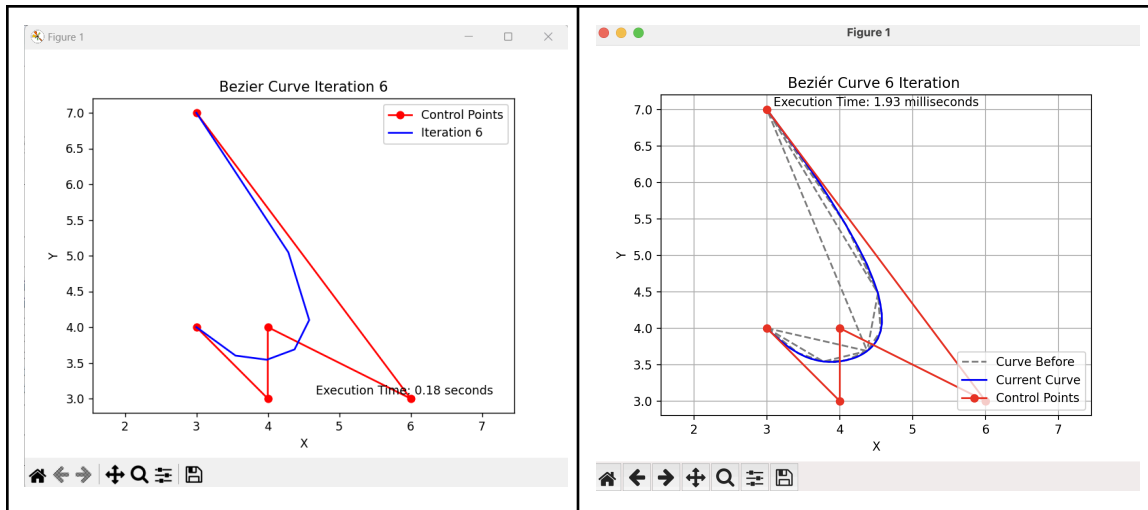 Figure 1
Bezier Curve Iteration 6
Control Points
Iteration 6
7.0
6.5
6.0
5.5
5.0
4.5
4.0
3.5
3.0
Y
Execution Time: 0.18 seconds
2 3 4 5 6 7
X
Figure 1
Beziér Curve 6 Iteration
Execution Time: 1.93 milliseconds
7.0
6.5
6.0
5.5
5.0
4.5
4.0
3.5
3.0
Y
Curve Before
Current Curve
Control Points
2 3 4 5 6 7
X